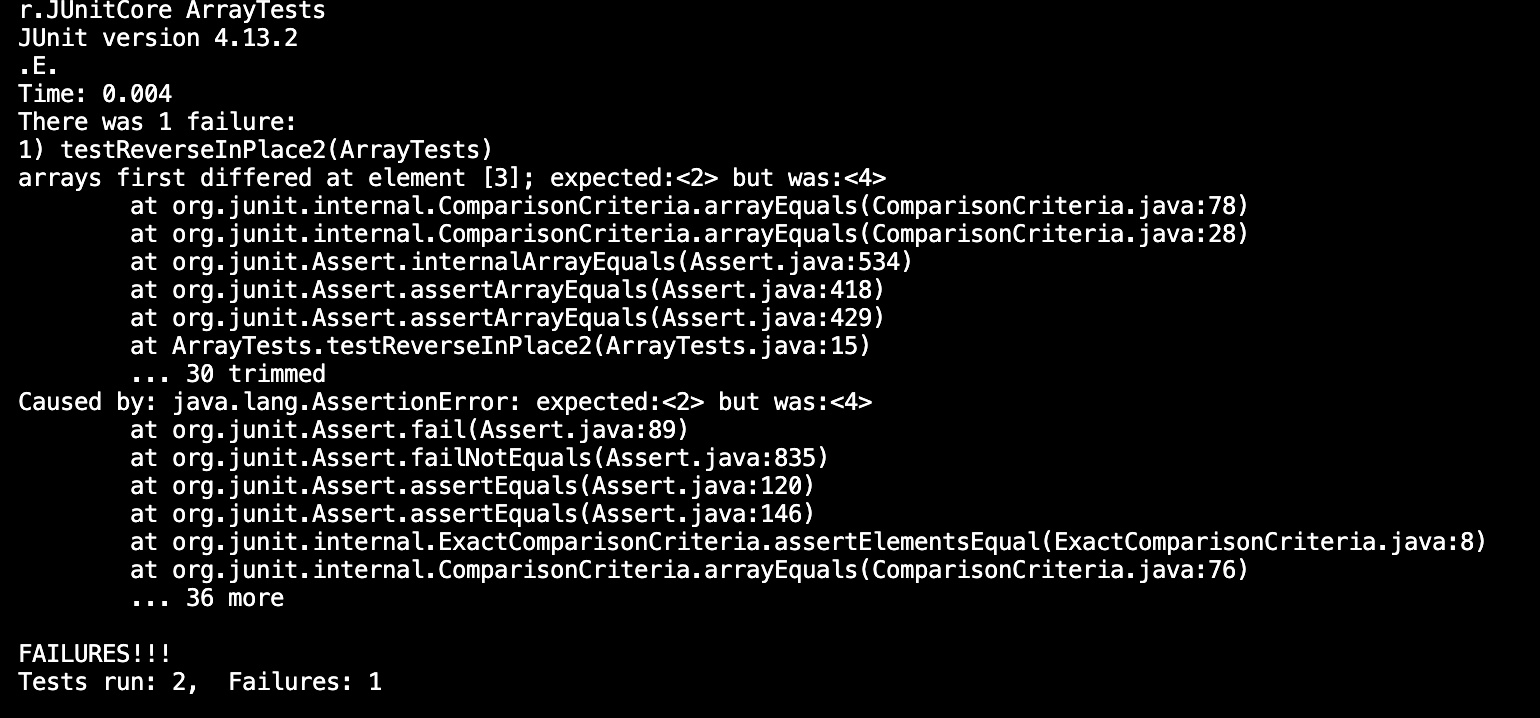 r.JUnitCore ArrayTests
JUnit version 4.13.2
.E.
Time: 0.004
There was 1 failure:
1) testReverseInPlace2(ArrayTests)
arrays first differed at element [3]; expected:<2> but was:<4>
        at org.junit.internal.ComparisonCriteria.arrayEquals(ComparisonCriteria.java:78)
        at org.junit.internal.ComparisonCriteria.arrayEquals(ComparisonCriteria.java:28)
        at org.junit.Assert.internalArrayEquals(Assert.java:534)
        at org.junit.Assert.assertArrayEquals(Assert.java:418)
        at org.junit.Assert.assertArrayEquals(Assert.java:429)
        at ArrayTests.testReverseInPlace2(ArrayTests.java:15)
        ... 30 trimmed
Caused by: java.lang.AssertionError: expected:<2> but was:<4>
        at org.junit.Assert.fail(Assert.java:89)
        at org.junit.Assert.failNotEquals(Assert.java:835)
        at org.junit.Assert.assertEquals(Assert.java:120)
        at org.junit.Assert.assertEquals(Assert.java:146)
        at org.junit.internal.ExactComparisonCriteria.assertElementsEqual(ExactComparisonCriteria.java:8)
        at org.junit.internal.ComparisonCriteria.arrayEquals(ComparisonCriteria.java:76)
        ... 36 more

FAILURES!!!
Tests run: 2,  Failures: 1